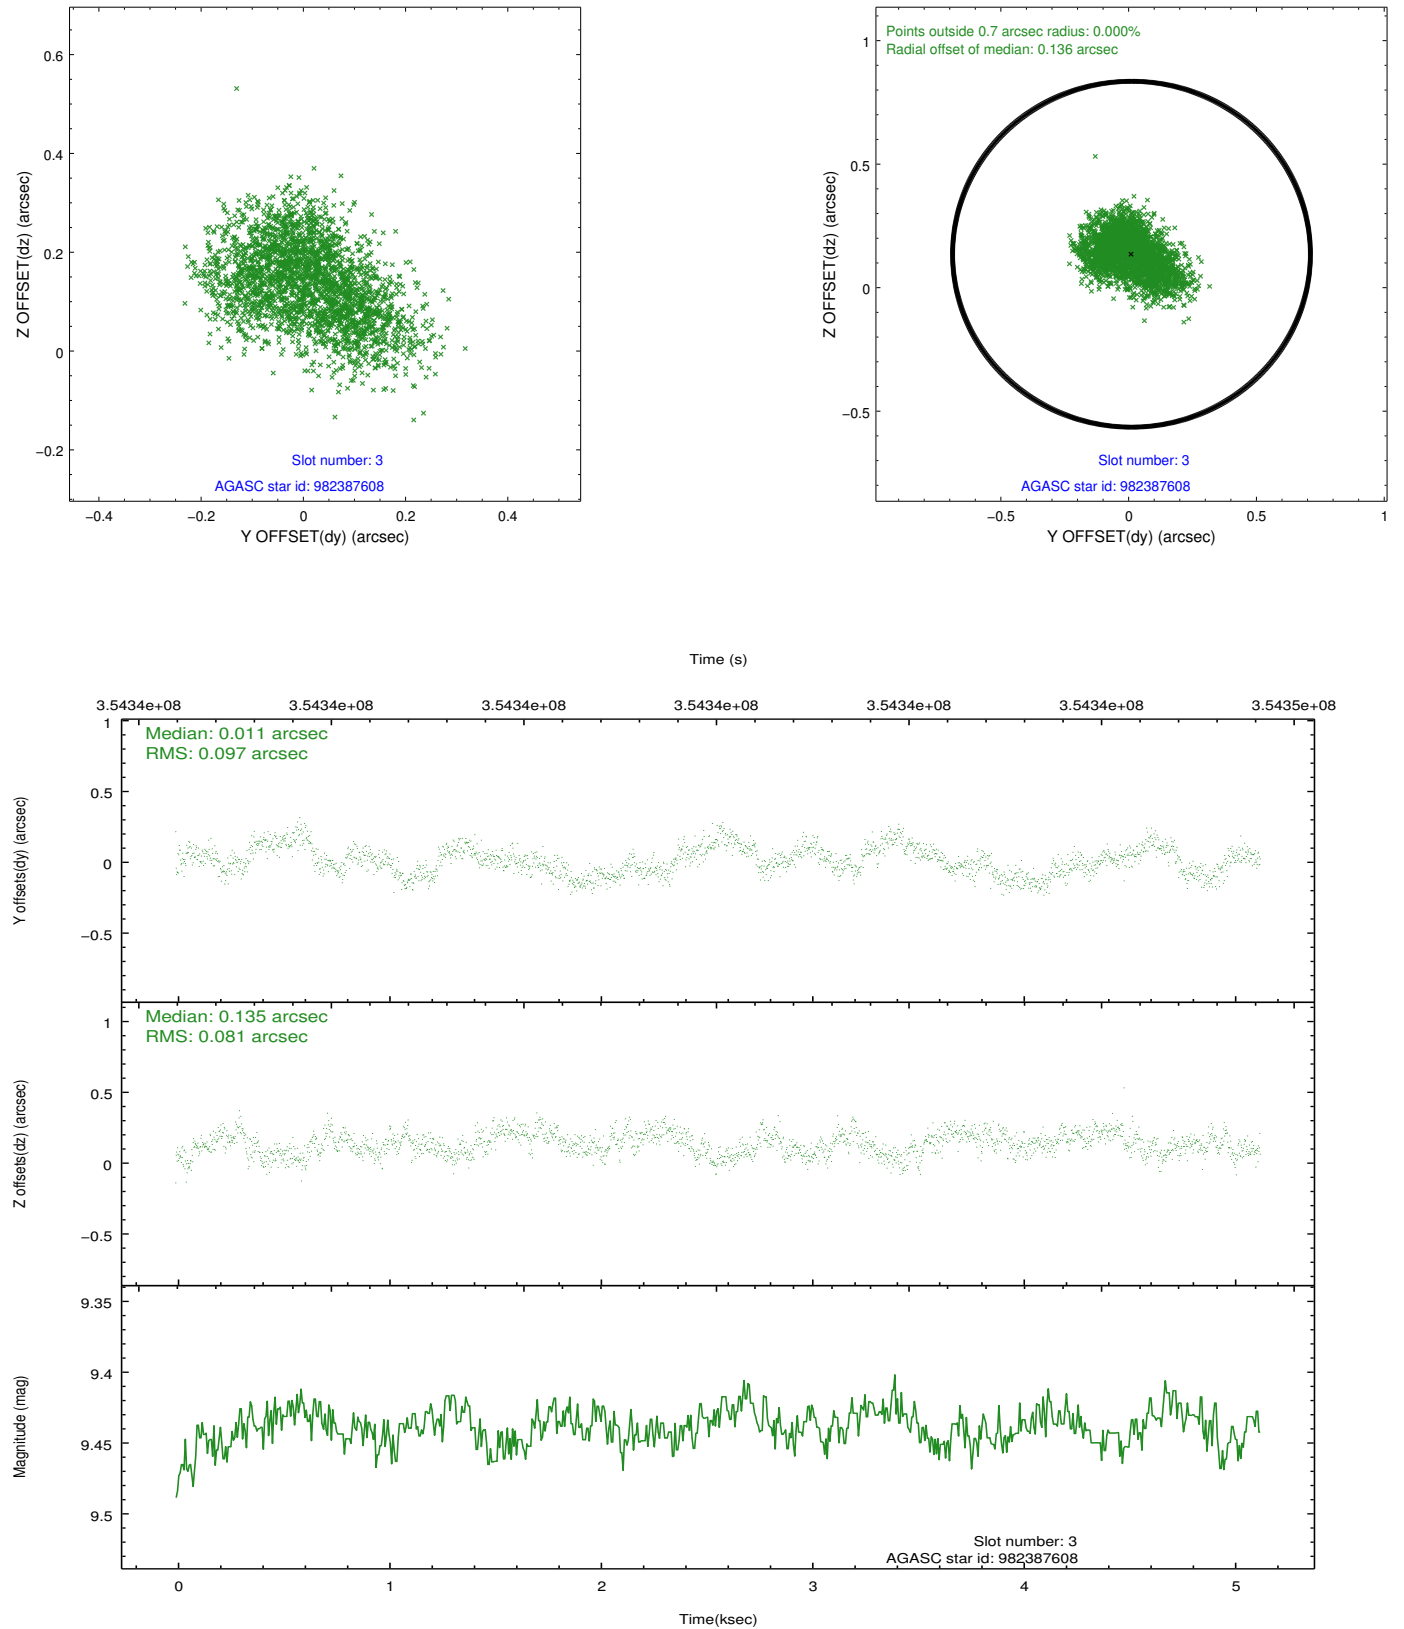 0.6
0.4
0.2
0
−0.2
Z OFFSET(dz) (arcsec)
Slot number: 3
AGASC star id: 982387608
−0.4 −0.2 0 0.2 0.4
Y OFFSET(dy) (arcsec)
Points outside 0.7 arcsec radius: 0.000%
Radial offset of median: 0.136 arcsec
1
0.5
0
−0.5
Z OFFSET(dz) (arcsec)
Slot number: 3
AGASC star id: 982387608
−0.5 0 0.5 1
Y OFFSET(dy) (arcsec)
Time (s)
3.5434e+08 3.5434e+08 3.5434e+08 3.5434e+08 3.5434e+08 3.5434e+08 3.5435e+08
Median: 0.011 arcsec
RMS: 0.097 arcsec
1
0.5
0
−0.5
Y offsets(dy) (arcsec)
Median: 0.135 arcsec
RMS: 0.081 arcsec
1
0.5
0
−0.5
Z offsets(dz) (arcsec)
9.35
9.4
9.45
9.5
Magnitude (mag)
Slot number: 3
AGASC star id: 982387608
0 1 2 3 4 5
Time(ksec)